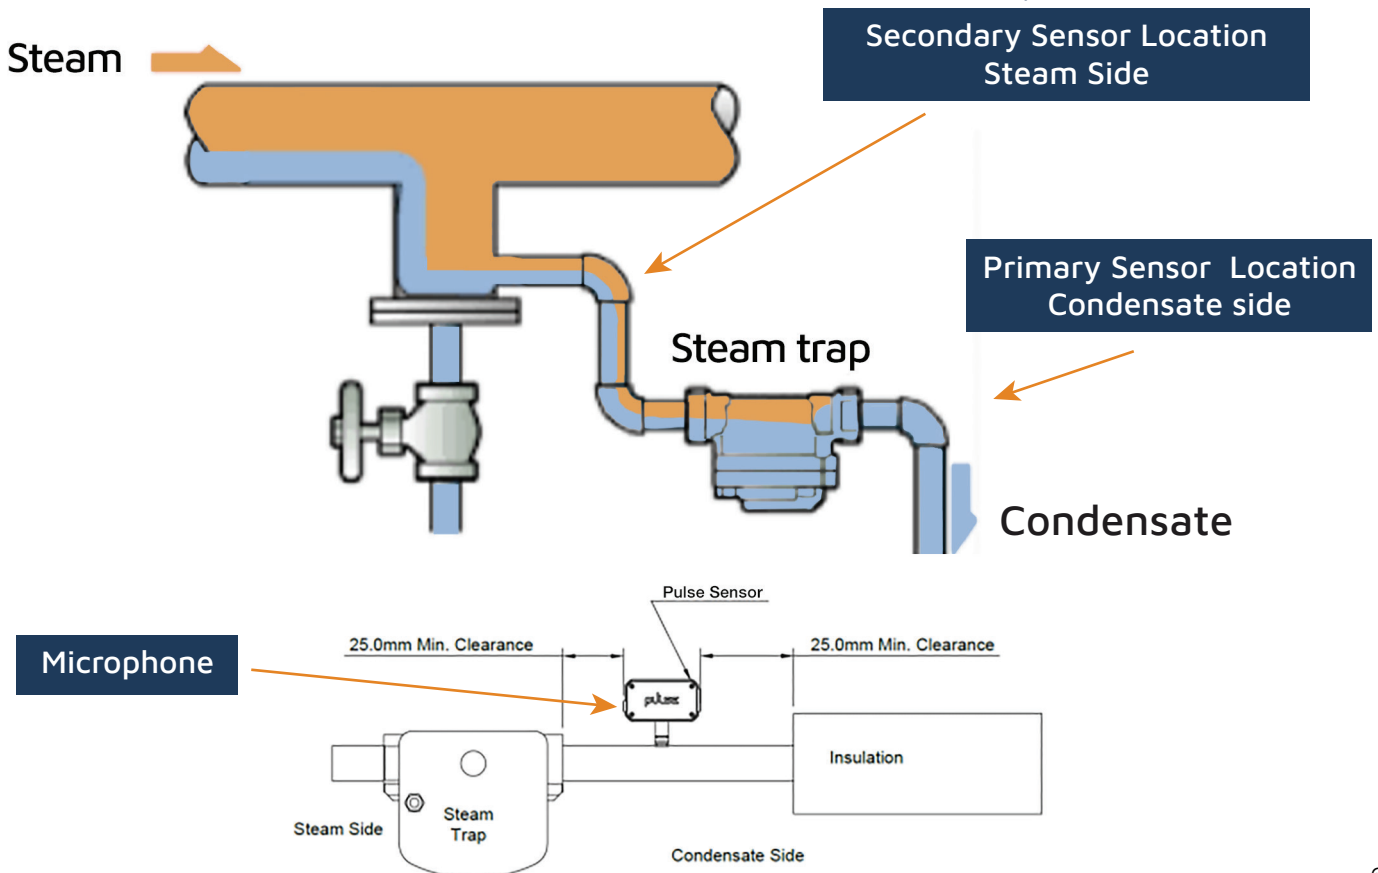 Secondary Sensor Location
Steam Side
Steam
Primary Sensor Location
Condensate side
Steam trap
Condensate
Pulse Sensor
25.0mm Min. Clearance
25.0mm Min. Clearance
Microphone
pulse
Insulation
Steam
Trap
Steam Side
Condensate Side